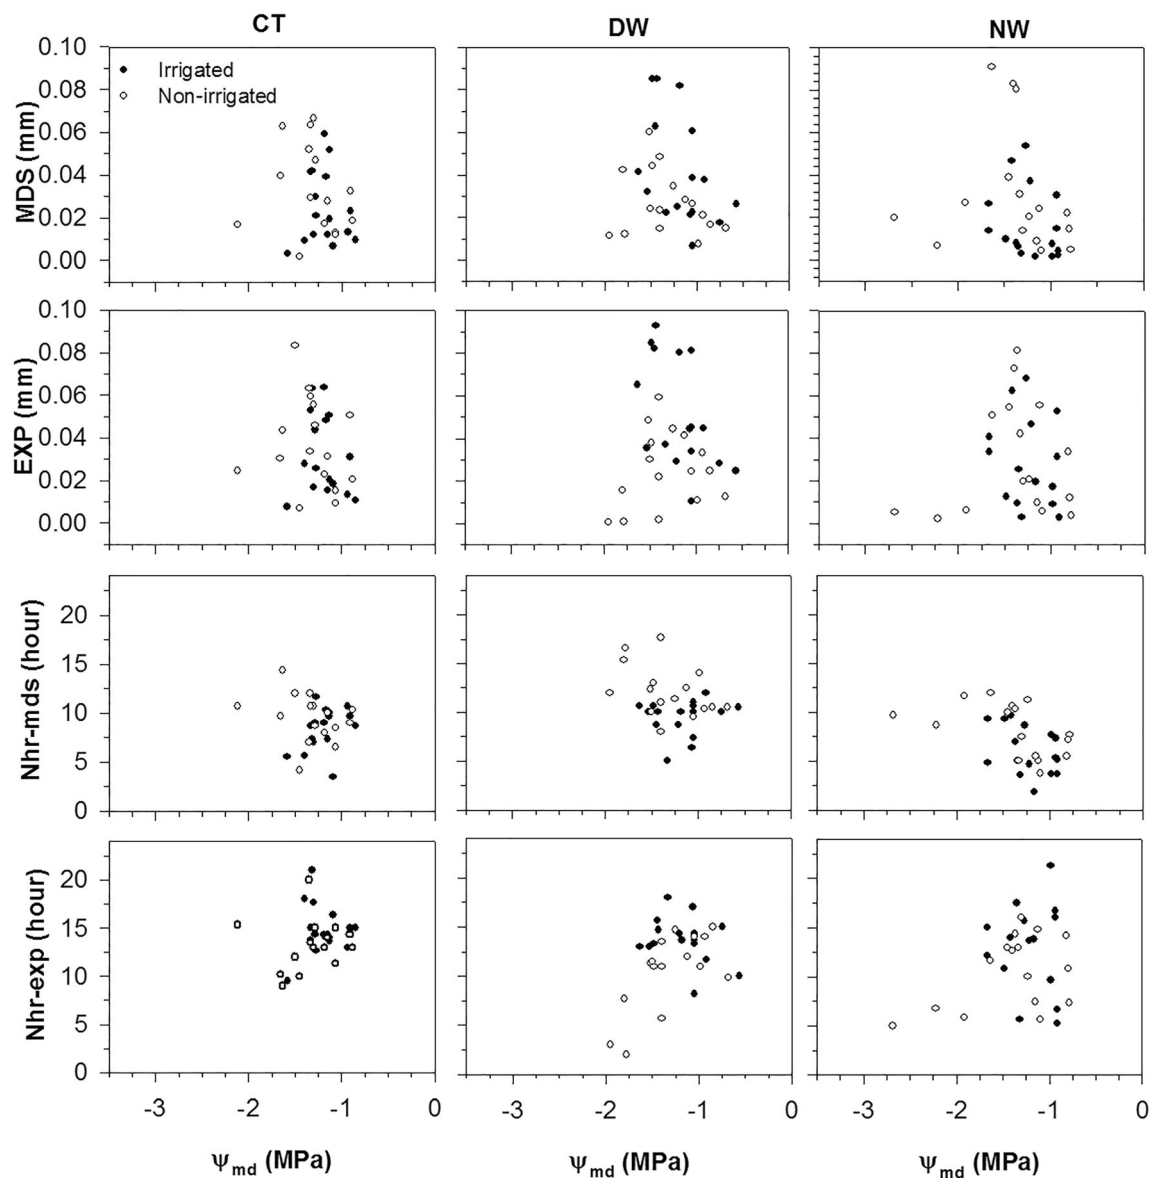 CT DW NW
0.10
Irrigated
0.08
Non-irrigated
0.06
0.04
0.02
0.00
MDS (mm)
0.10
0.08
0.06
0.04
0.02
0.00
EXP (mm)
20
15
10
5
0
Nhr-mds (hour)
20
15
10
5
0
Nhr-exp (hour)
-3 -2 -1 0 -3 -2 -1 0 -3 -2 -1 0
Ψmd (MPa) Ψmd (MPa) Ψmd (MPa)